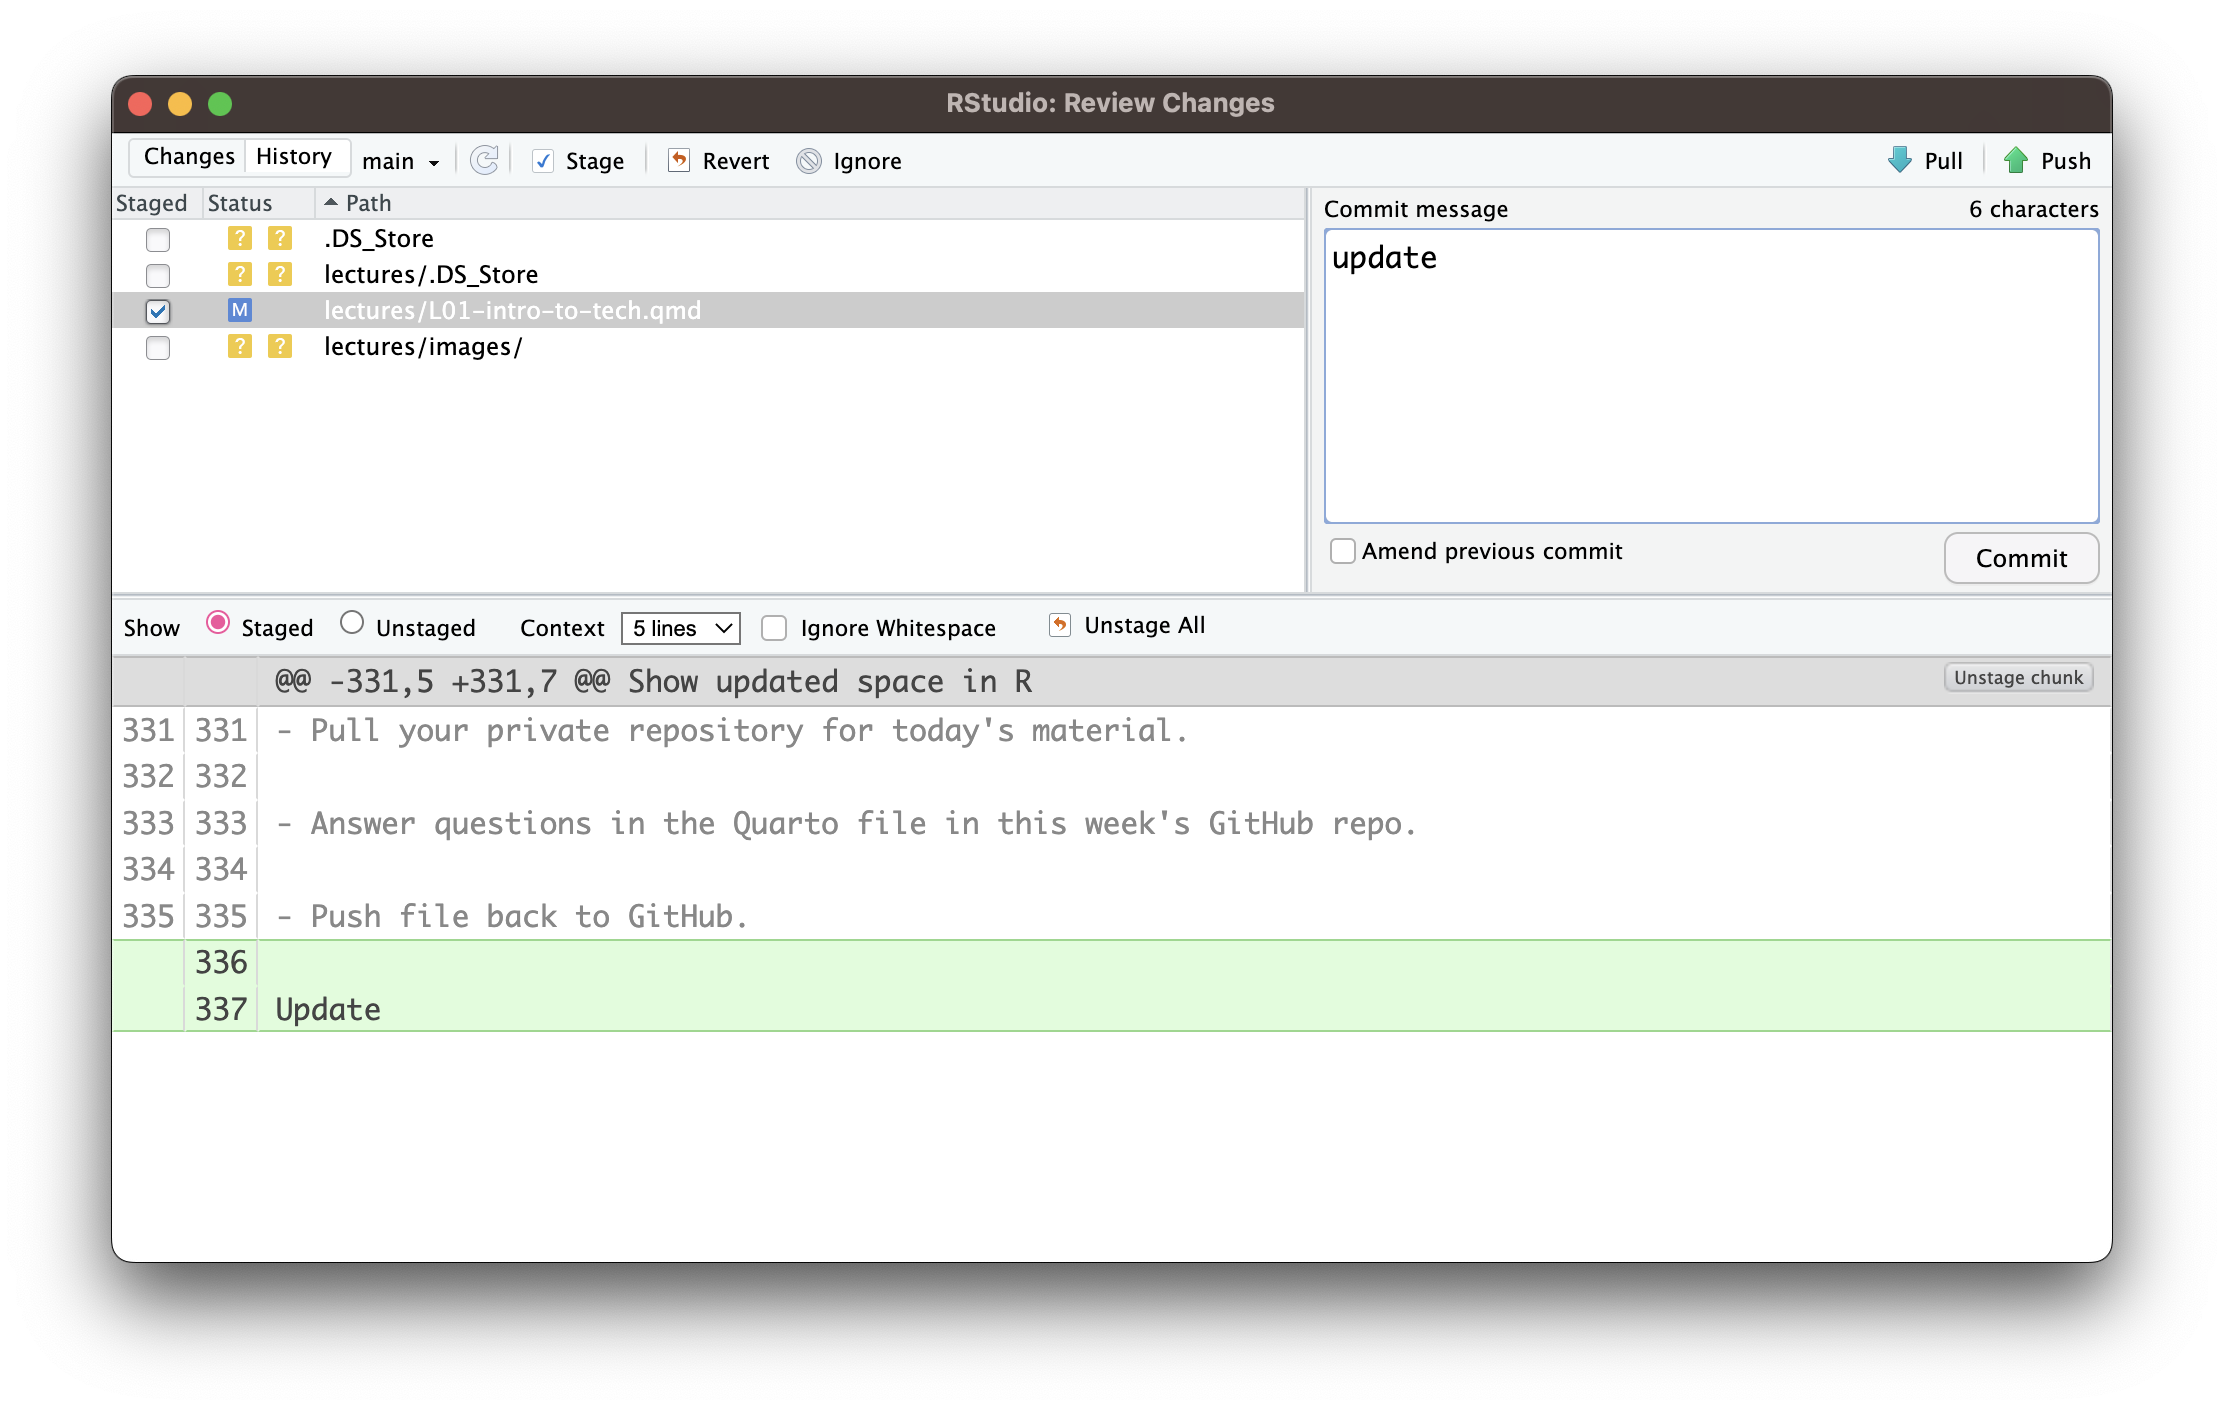 RStudio: Review Changes
Changes History main Stage Revert Ignore Pull Push
Staged Status Path
? ? .DS_Store
? ? lectures/.DS_Store
M lectures/L01-intro-to-tech.qmd
? ? lectures/images/
Commit message 6 characters
update
Amend previous commit Commit
Show Staged Unstaged Context 5 lines Ignore Whitespace Unstage All
@@ -331,5 +331,7 @@ Show updated space in R Unstage chunk
331 331 - Pull your private repository for today's material.
332 332
333 333 - Answer questions in the Quarto file in this week's GitHub repo.
334 334
335 335 - Push file back to GitHub.
336
337 Update